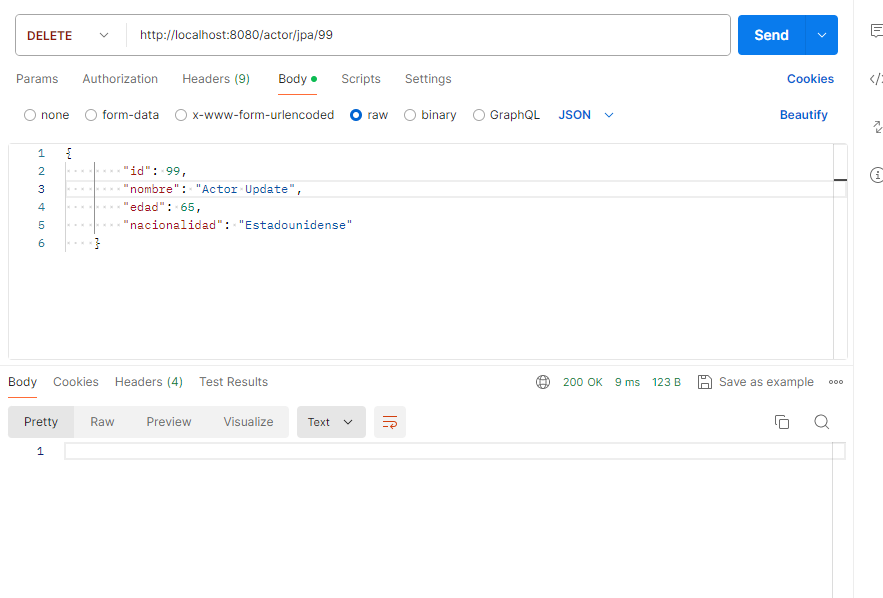 DELETE http://localhost:8080/actor/jpa/99 Send
Params Authorization Headers (9) Body Scripts Settings Cookies
none form-data x-www-form-urlencoded raw binary GraphQL JSON Beautify
1 {
2 "id": 99,
3 "nombre": "Actor Update",
4 "edad": 65,
5 "nacionalidad": "Estadounidense"
6 }
Body Cookies Headers (4) Test Results 200 OK 9 ms 123 B Save as example
Pretty Raw Preview Visualize Text
1